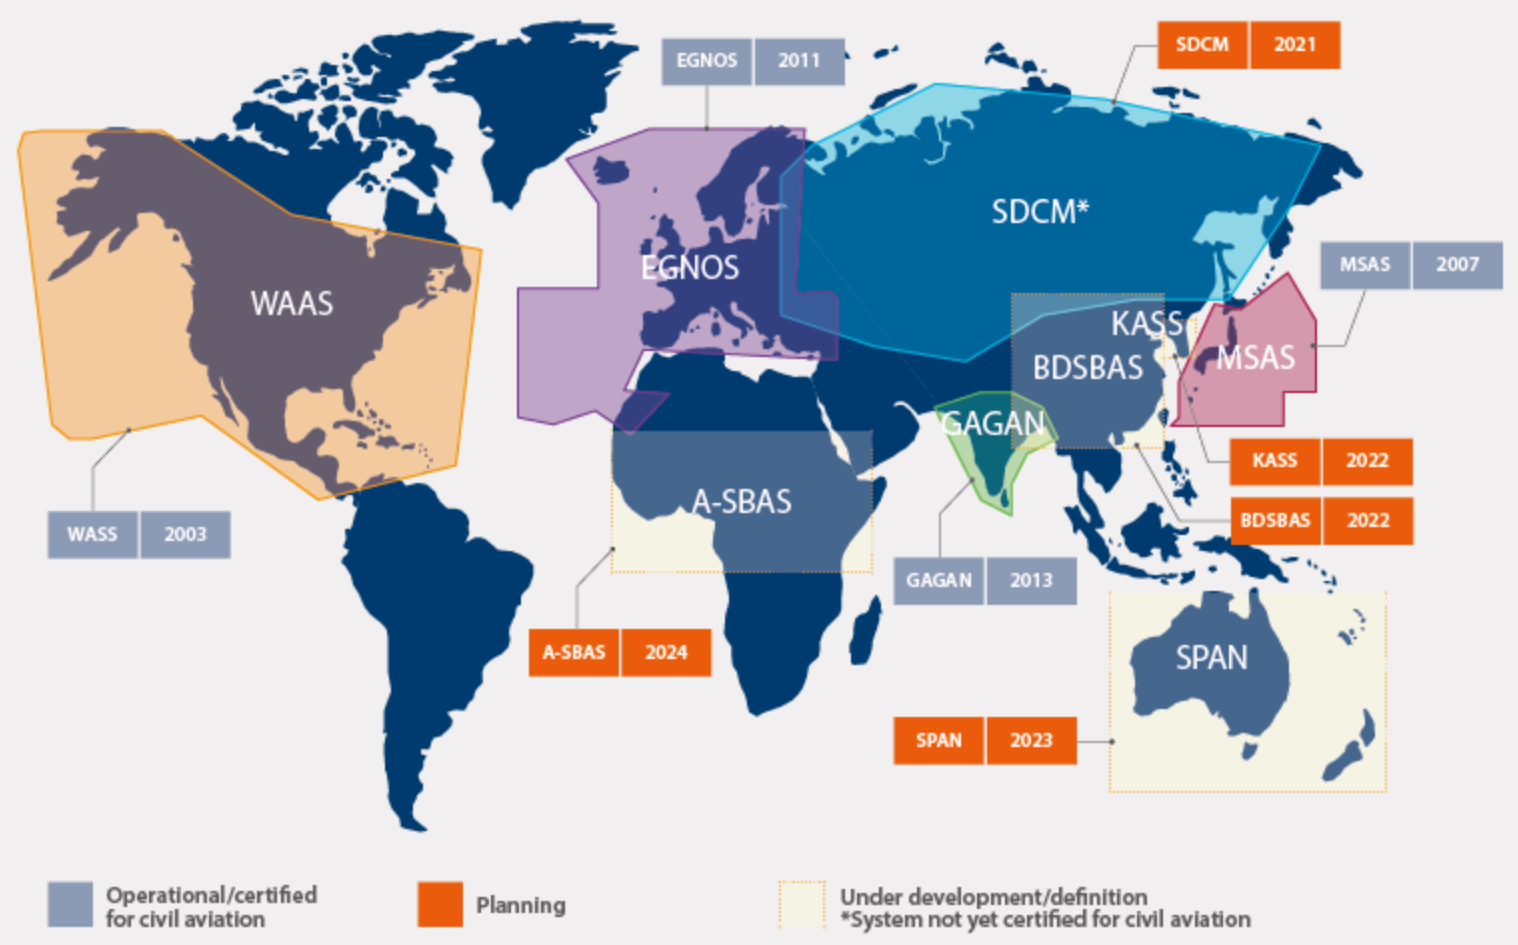 EGNOS 2011
SDCM 2021
SDCM*
MSAS 2007
EGNOS
WAAS
KASS
MSAS
BDSBAS
GAGAN
KASS 2022
A-SBAS
BDSBAS 2022
WASS 2003
GAGAN 2013
A-SBAS 2024
SPAN
SPAN 2023
Operational/certified
for civil aviation
Planning
Under development/definition
*System not yet certified for civil aviation